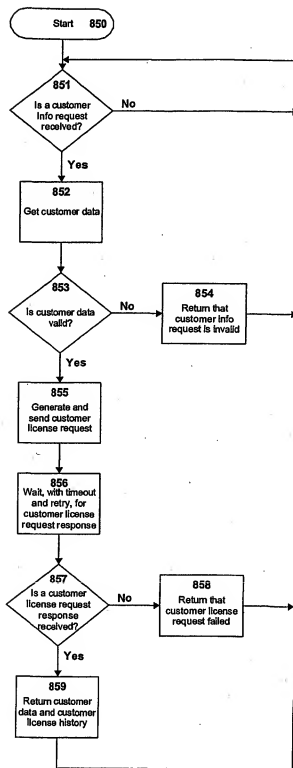 Start 850
851
Is a customer
Info request
received?
No
Yes
852
Get customer data
853
Is customer data
valid?
No
854
Return that
customer info
request is invalid
Yes
855
Generate and
send customer
license request
856
Wait, with timeout
and retry, for
customer license
request response
857
Is a customer
license request
response
received?
No
858
Return that
customer license
request failed
Yes
859
Return customer
data and customer
license history